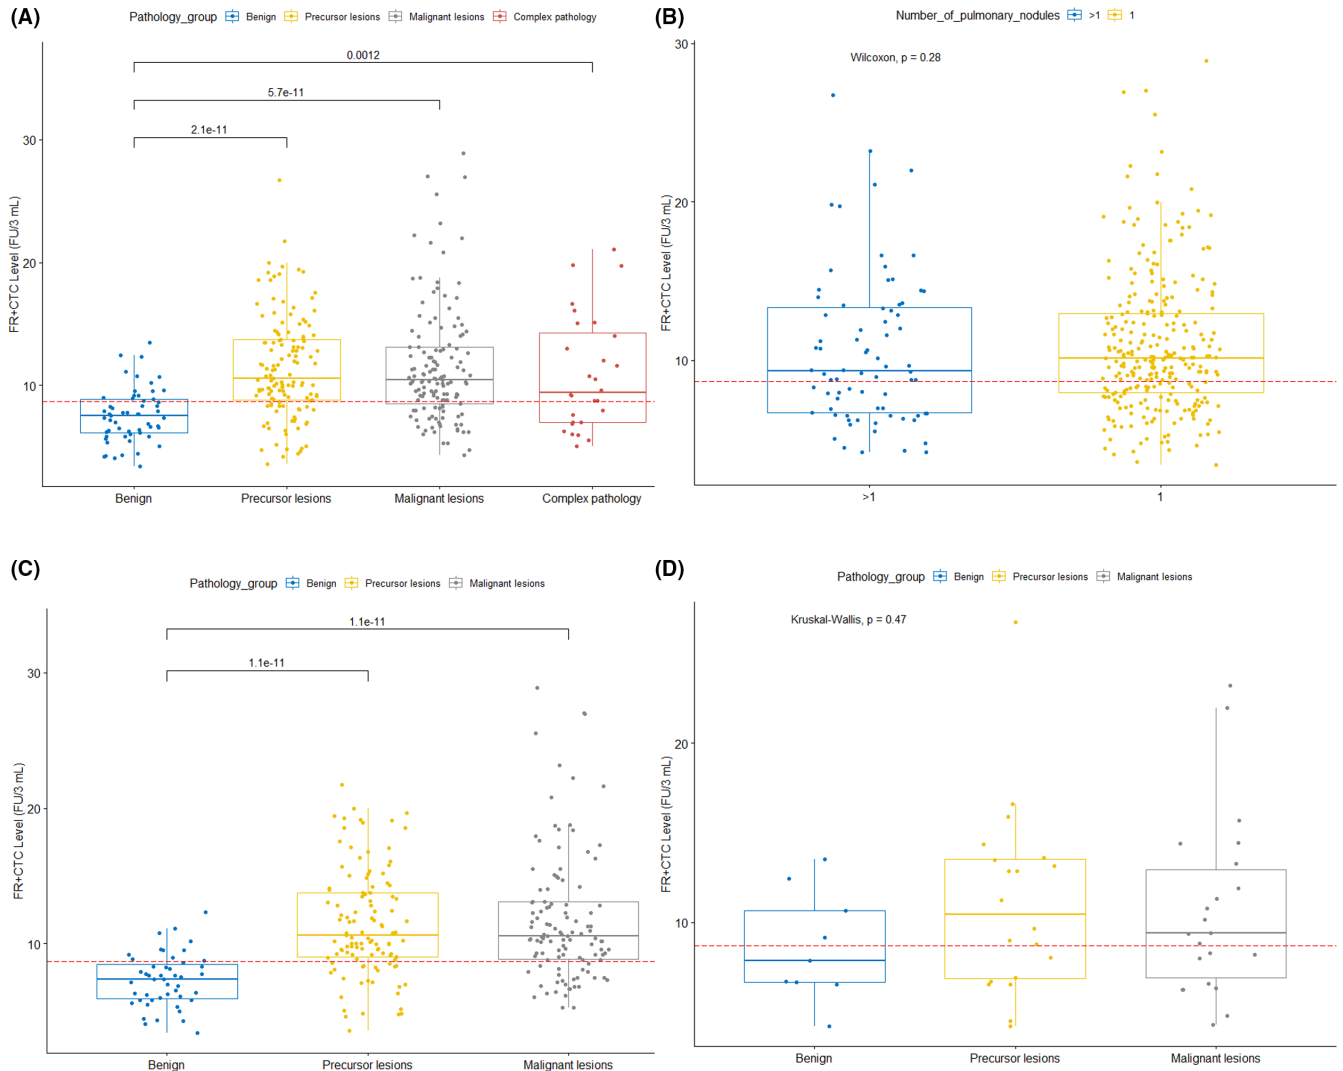 (A)
Pathology_group Benign Precursor lesions Malignant lesions Complex pathology
0.0012
5.7e-11
2.1e-11
30
20
10
FR+CTC Level (FU/3 mL)
Benign Precursor lesions Malignant lesions Complex pathology
(B)
Number_of_pulmonary_nodules >1 1
Wilcoxon, p = 0.28
30
20
10
FR+CTC Level (FU/3 mL)
>1 1
(C)
Pathology_group Benign Precursor lesions Malignant lesions
1.1e-11
1.1e-11
30
20
10
FR+CTC Level (FU/3 mL)
Benign Precursor lesions Malignant lesions
(D)
Pathology_group Benign Precursor lesions Malignant lesions
Kruskal-Wallis, p = 0.47
20
10
FR+CTC Level (FU/3 mL)
Benign Precursor lesions Malignant lesions